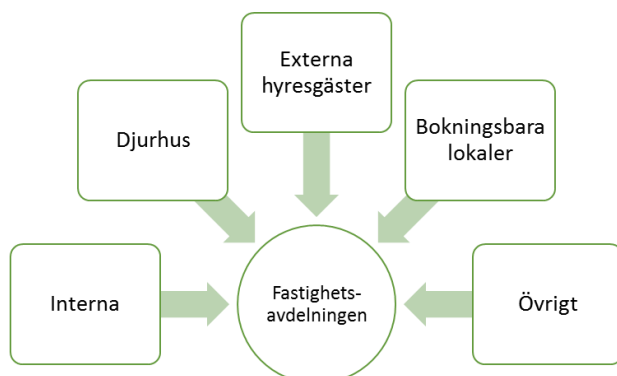 Externa
hyresgäster
Djurhus
Bokningsbara
lokaler
Interna
Fastighets-
avdelningen
Övrigt